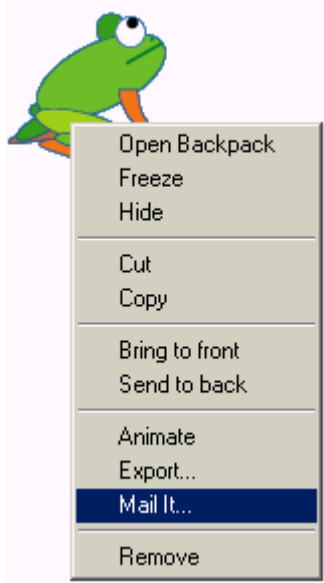 Open Backpack
Freeze
Hide
Cut
Copy
Bring to front
Send to back
Animate
Export...
Mail It...
Remove